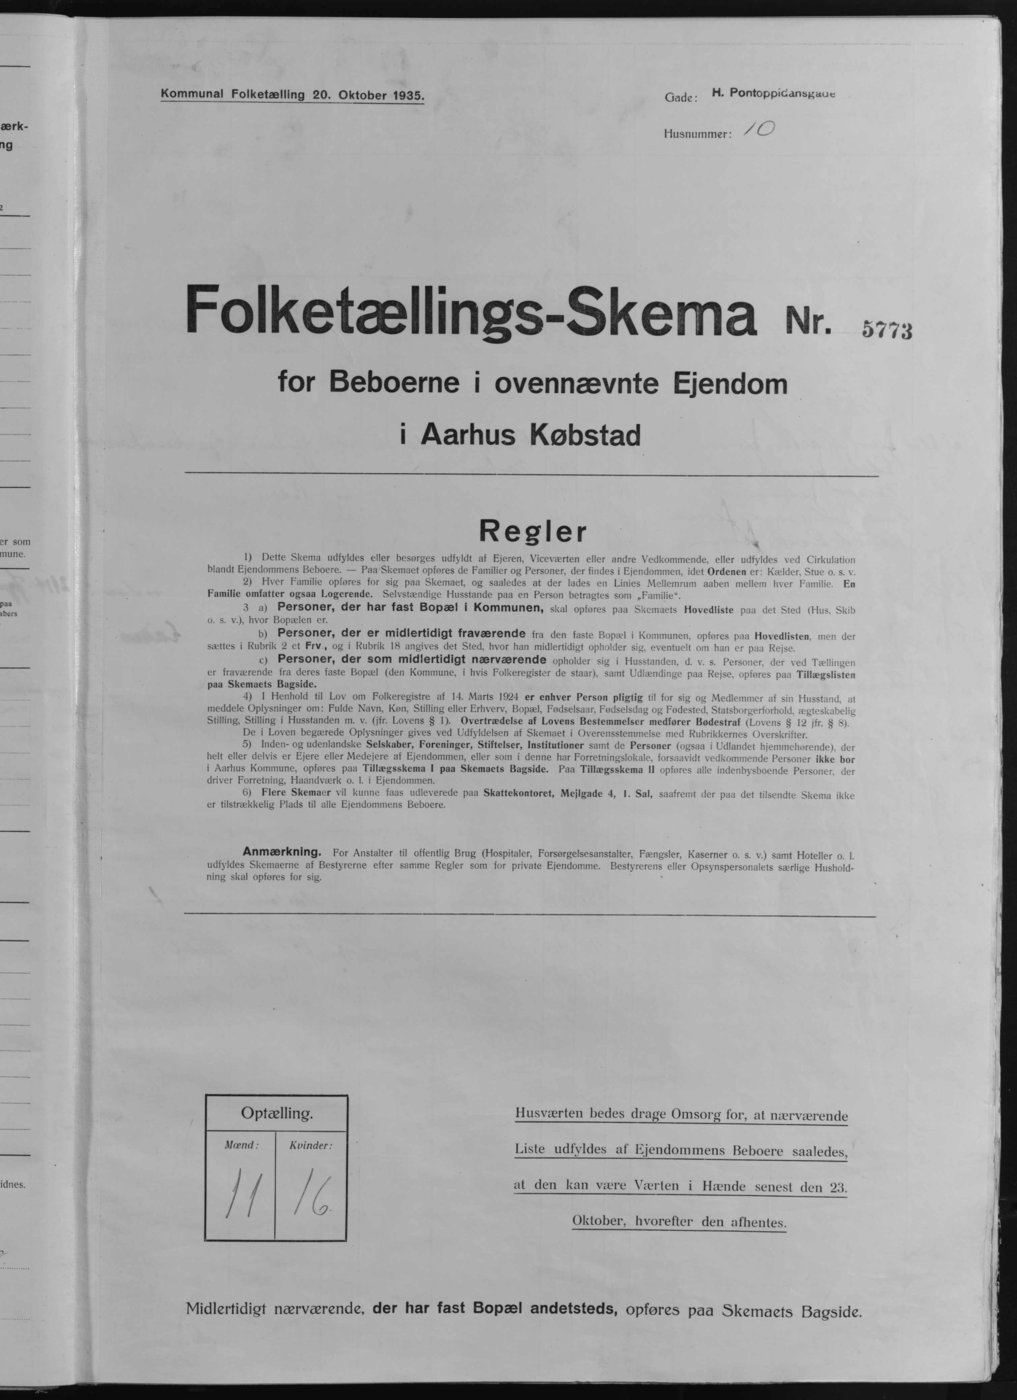 Kommunal Folketælling 20. Oktober 1935.
Gade: H. Pontoppidansgade
Husnummer: 10
Folketællings-Skema Nr. 5773
for Beboerne i ovennævnte Ejendom
i Aarhus Købstad
Regler
1) Dette Skema udfyldes eller besørges udfyldt af Ejeren, Viceværten eller andre Vedkommende, eller udfyldes ved Cirkulation
blandt Ejendommens Beboere. — Paa Skemaet opføres de Familier og Personer, der findes i Ejendommen, idet Ordenen er: Kælder, Stue o. s. v.
2) Hver Familie opføres for sig paa Skemaet, og saaledes at der lades en Linies Mellemrum aaben mellem hver Familie. En
Familie omfatter ogsaa Logerende. Selvstændige Husstande paa en Person betragtes som „Familie".
3 a) Personer, der har fast Bopæl i Kommunen, skal opføres paa Skemaets Hovedliste paa det Sted (Hus, Skib
o. s. v.), hvor Bopælen er.
b) Personer, der er midlertidigt fraværende fra den faste Bopæl i Kommunen, opføres paa Hovedlisten, men der
sættes i Rubrik 2 et Frv., og i Rubrik 18 angives det Sted, hvor han midlertidigt opholder sig, eventuelt om han er paa Rejse.
c) Personer, der som midlertidigt nærværende opholder sig i Husstanden, d. v. s. Personer, der ved Tællingen
er fraværende fra deres faste Bopæl (den Kommune, i hvis Folkeregister de staar), samt Udlændinge paa Rejse, opføres paa Tillægslisten
paa Skemaets Bagside.
4) I Henhold til Lov om Folkeregistre af 14. Marts 1924 er enhver Person pligtig til for sig og Medlemmer af sin Husstand, at
meddele Oplysninger om: Fulde Navn, Køn, Stilling eller Erhverv, Bopæl, Fødselsaar, Fødselsdag og Fødested, Statsborgerforhold, ægteskabelig
Stilling, Stilling i Husstanden m. v. (jfr. Lovens § 1). Overtrædelse af Lovens Bestemmelser medfører Bødestraf (Lovens § 12 jfr. § 8).
De i Loven begærede Oplysninger gives ved Udfyldelsen af Skemaet i Overensstemmelse med Rubrikkernes Overskrifter.
5) Inden- og udenlandske Selskaber, Foreninger, Stiftelser, Institutioner samt de Personer (ogsaa i Udlandet hjemmehørende), der
helt eller delvis er Ejere eller Medejere af Ejendommen, eller som i denne har Forretningslokale, forsaavidt vedkommende Personer ikke bor
i Aarhus Kommune, opføres paa Tillægsskema I paa Skemaets Bagside. Paa Tillægsskema II opføres alle indenbysboende Personer, der
driver Forretning, Haandværk o. l. i Ejendommen.
6) Flere Skemaer vil kunne faas udleverede paa Skattekontoret, Mejlgade 4, 1. Sal, saafremt der paa det tilsendte Skema ikke
er tilstrækkelig Plads til alle Ejendommens Beboere.
Anmærkning. For Anstalter til offentlig Brug (Hospitaler, Forsørgelsesanstalter, Fængsler, Kaserner o. s. v.) samt Hoteller o. l.
udfyldes Skemaerne af Bestyrerne efter samme Regler som for private Ejendomme. Bestyrerens eller Opsynspersonalets særlige Hushold-
ning skal opføres for sig.
Optælling.
Mænd: Kvinder:
11 16
Husværten bedes drage Omsorg for, at nærværende
Liste udfyldes af Ejendommens Beboere saaledes,
at den kan være Værten i Hænde senest den 23.
Oktober, hvorefter den afhentes.
Midlertidigt nærværende, der har fast Bopæl andetsteds, opføres paa Skemaets Bagside.